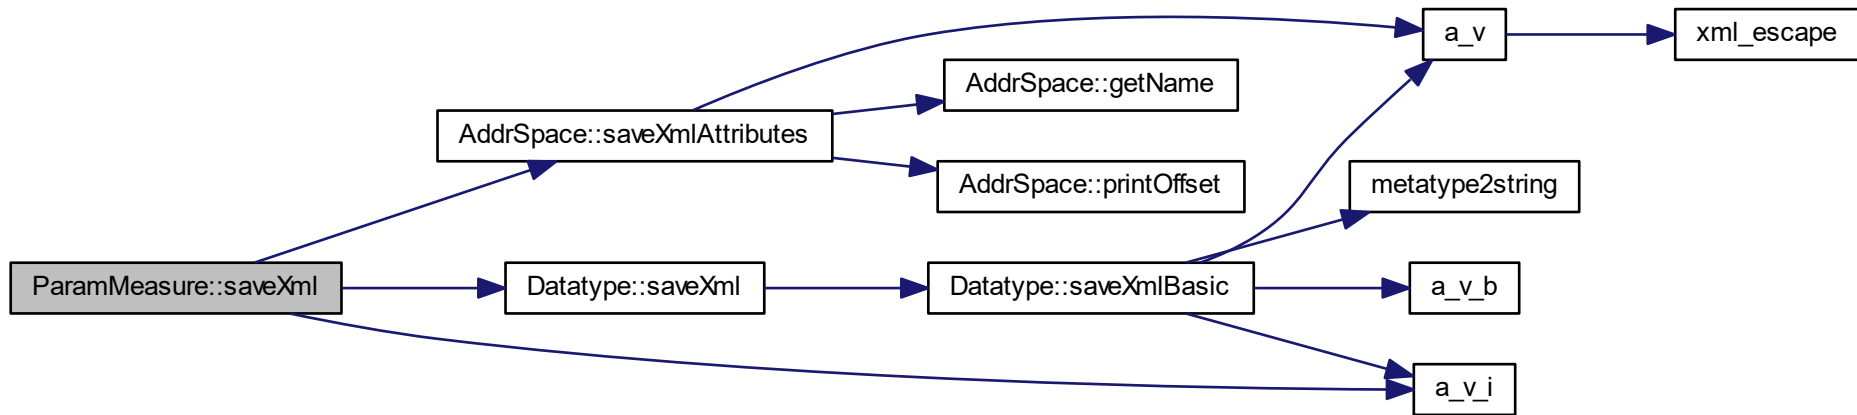 a_v
xml_escape
AddrSpace::getName
AddrSpace::saveXmlAttributes
AddrSpace::printOffset
metatype2string
ParamMeasure::saveXml
Datatype::saveXml
Datatype::saveXmlBasic
a_v_b
a_v_i